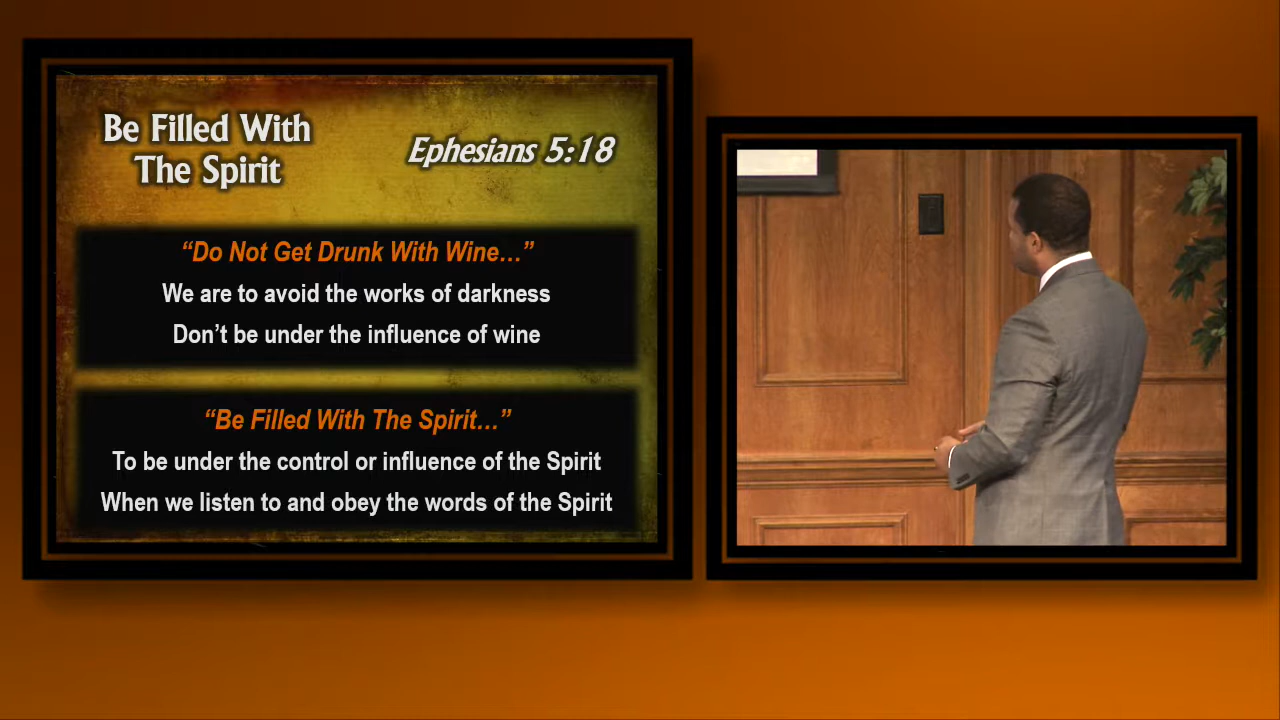 Be Filled With
The Spirit
Ephesians 5:18
“Do Not Get Drunk With Wine…”
We are to avoid the works of darkness
Don’t be under the influence of wine
“Be Filled With The Spirit…”
To be under the control or influence of the Spirit
When we listen to and obey the words of the Spirit